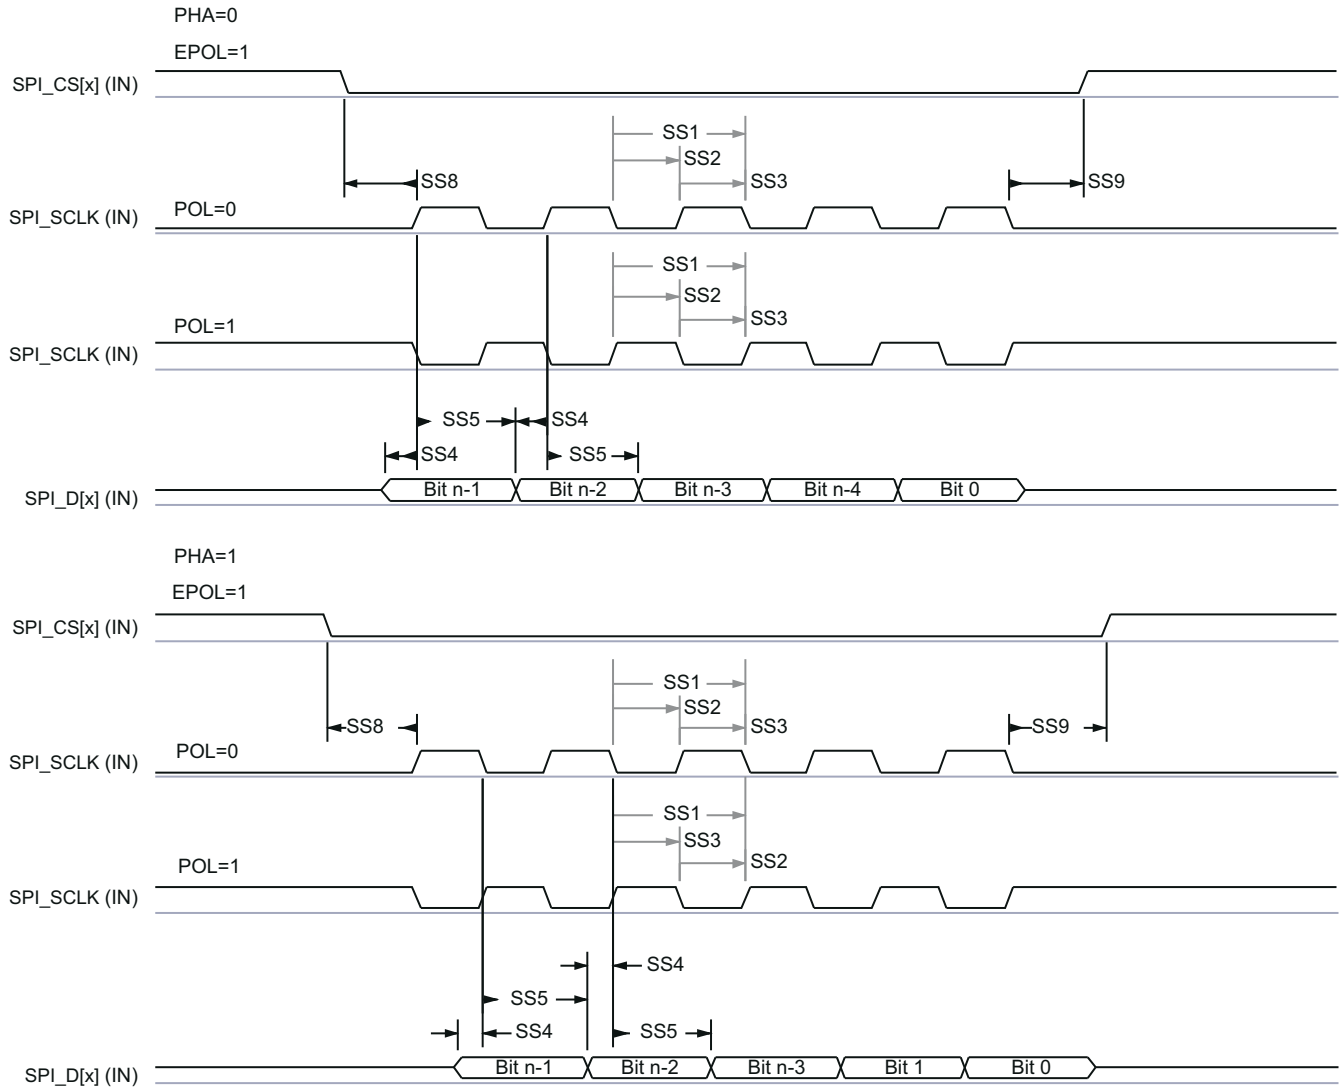 PHA=0
EPOL=1
SPI_CS[x] (IN)
SS1
SS2
SS8
SS3
SS9
SPI_SCLK (IN)
POL=0
SS1
SS2
SS3
POL=1
SPI_SCLK (IN)
SS5
SS4
SS4
SS5
SPI_D[x] (IN)
Bit n-1
Bit n-2
Bit n-3
Bit n-4
Bit 0
PHA=1
EPOL=1
SPI_CS[x] (IN)
SS1
SS2
SS8
SS3
SS9
POL=0
SPI_SCLK (IN)
SS1
SS3
SS2
POL=1
SPI_SCLK (IN)
SS4
SS5
SS4
SS5
SPI_D[x] (IN)
Bit n-1
Bit n-2
Bit n-3
Bit 1
Bit 0